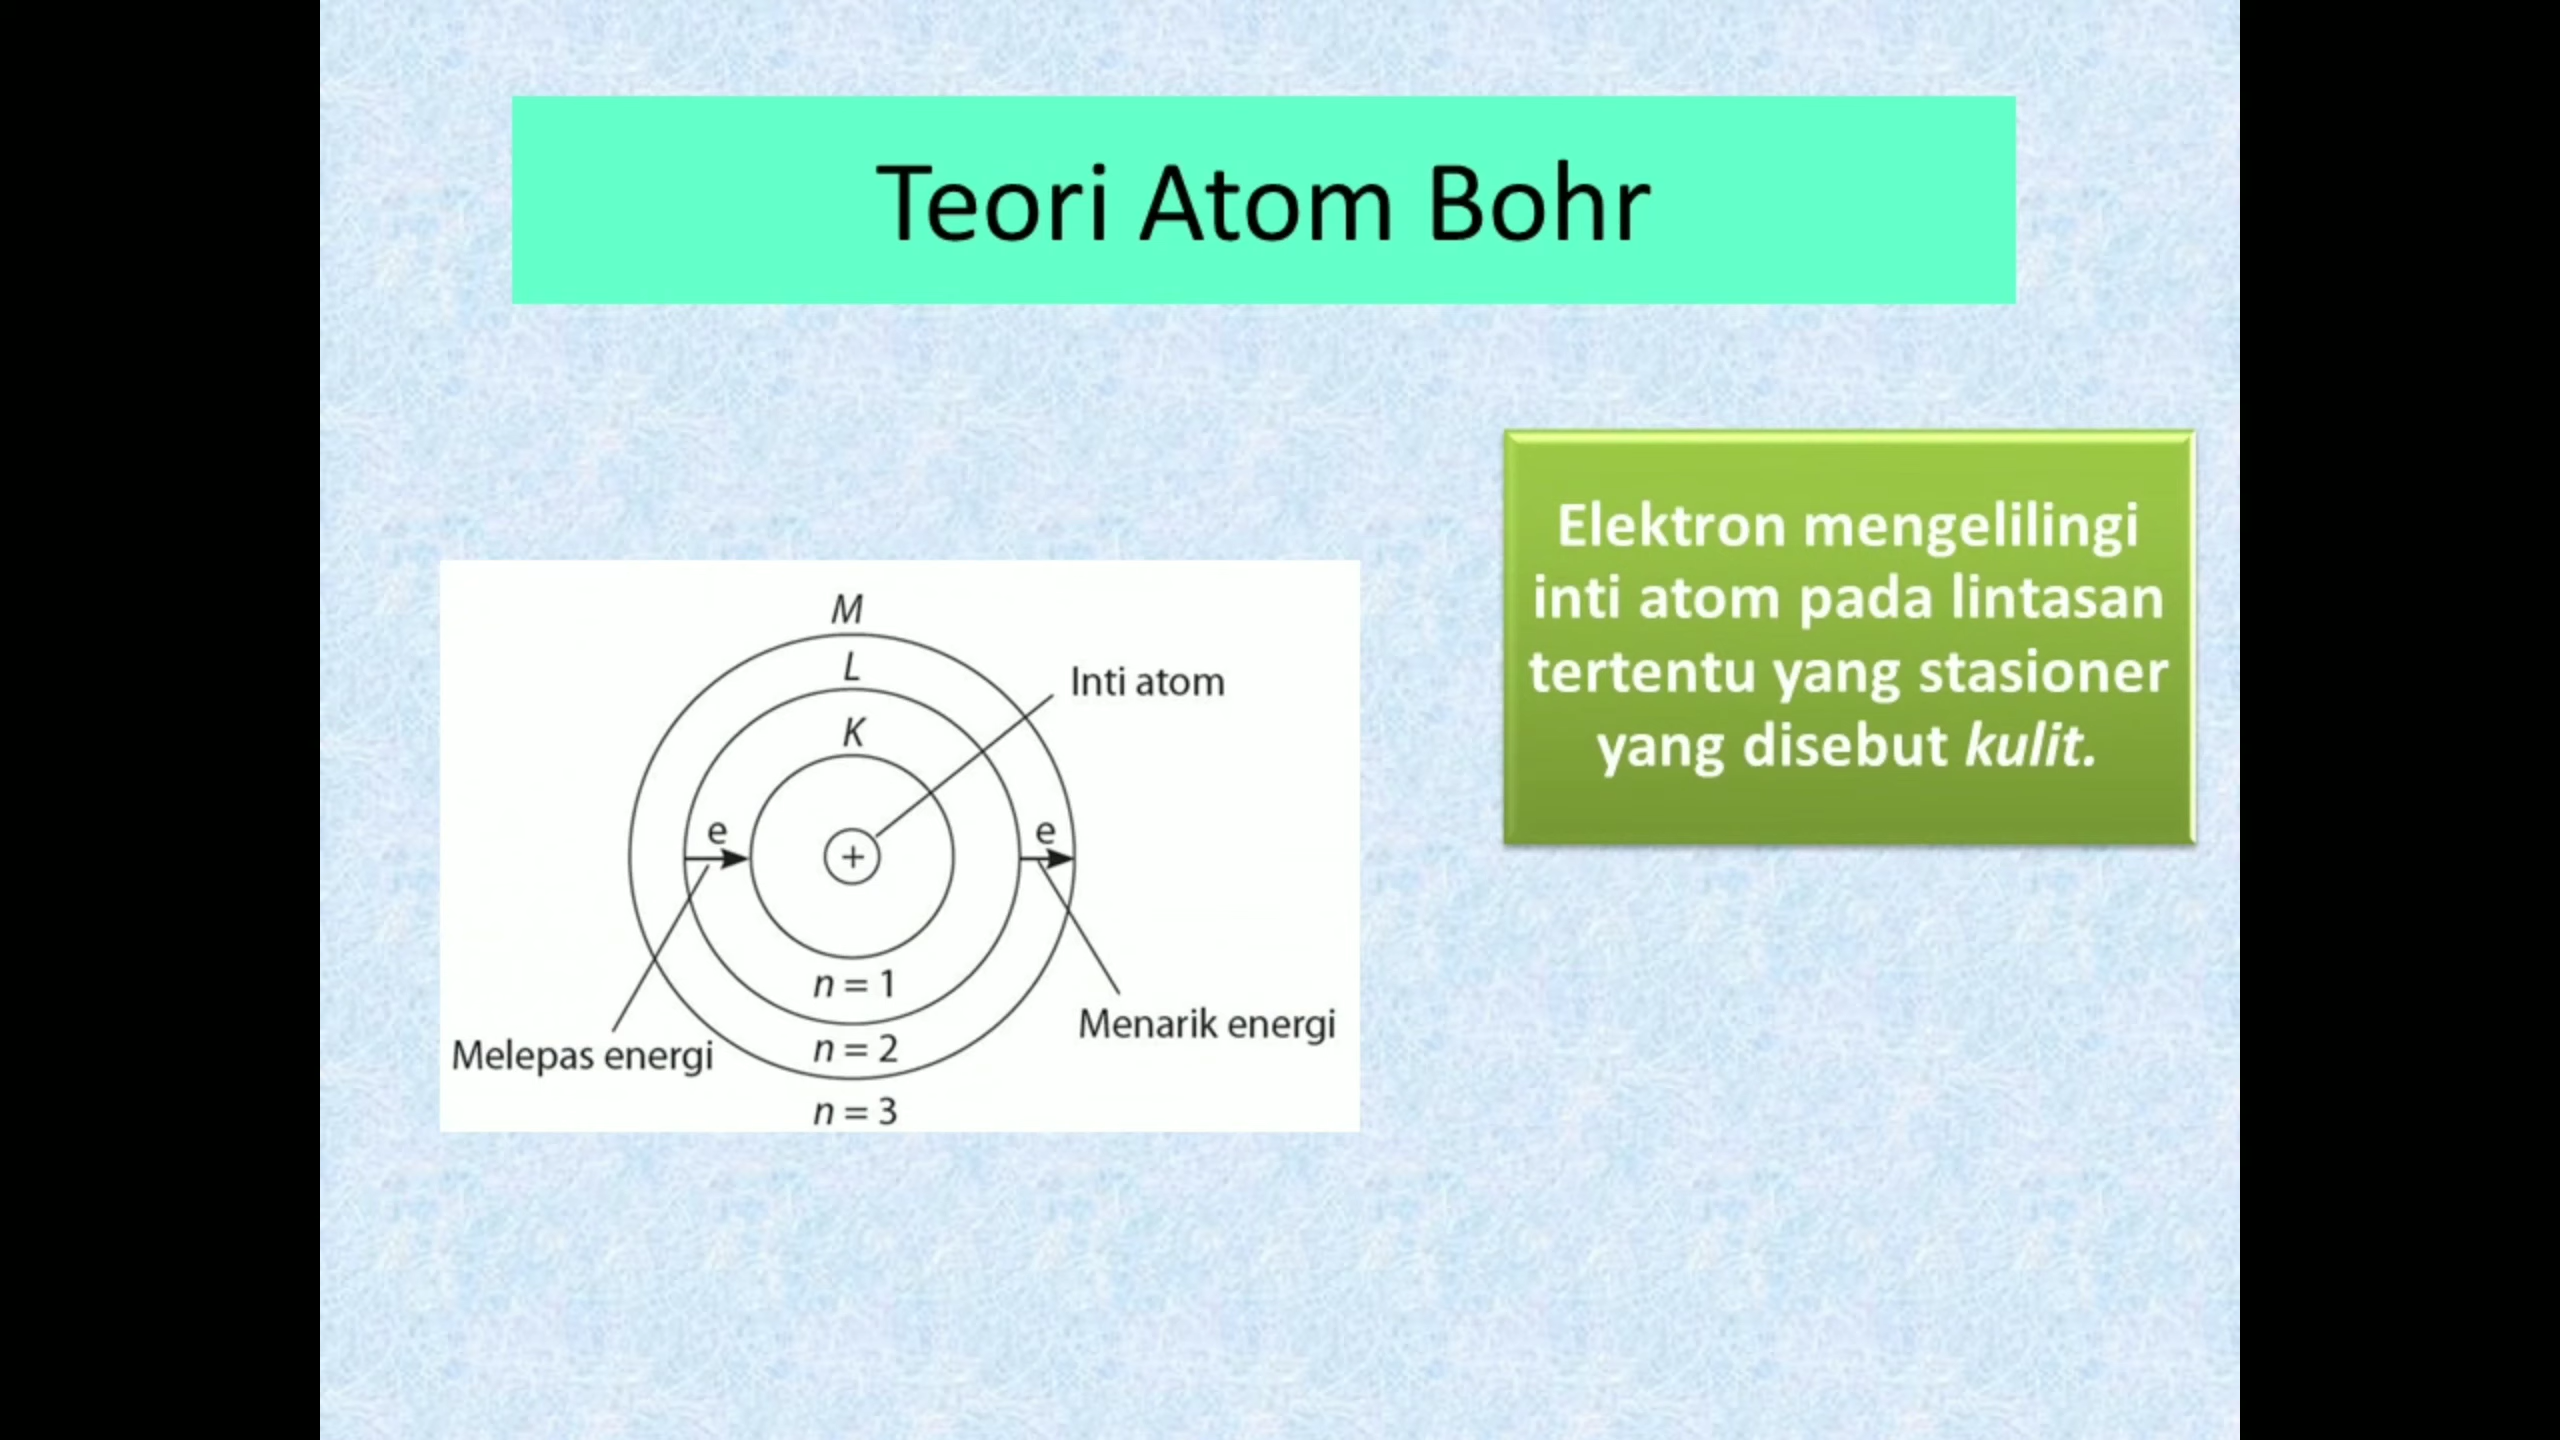 Teori Atom Bohr
Elektron mengelilingi
inti atom pada lintasan
tertentu yang stasioner
yang disebut kulit.
M
L
K
Inti atom
e
e
+
n = 1
Menarik energi
Melepas energi
n = 2
n = 3